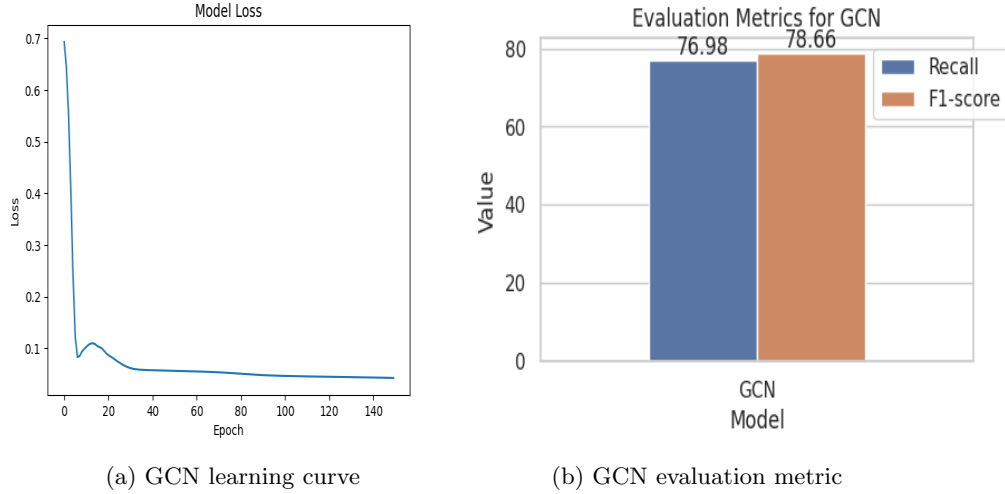 Model Loss
0.7
0.6
0.5
0.4
0.3
0.2
0.1
Loss
0 20 40 60 80 100 120 140
Epoch
(a) GCN learning curve
Evaluation Metrics for GCN
76.98 78.66
Recall
F1-score
80
60
40
20
0
Value
GCN
Model
(b) GCN evaluation metric